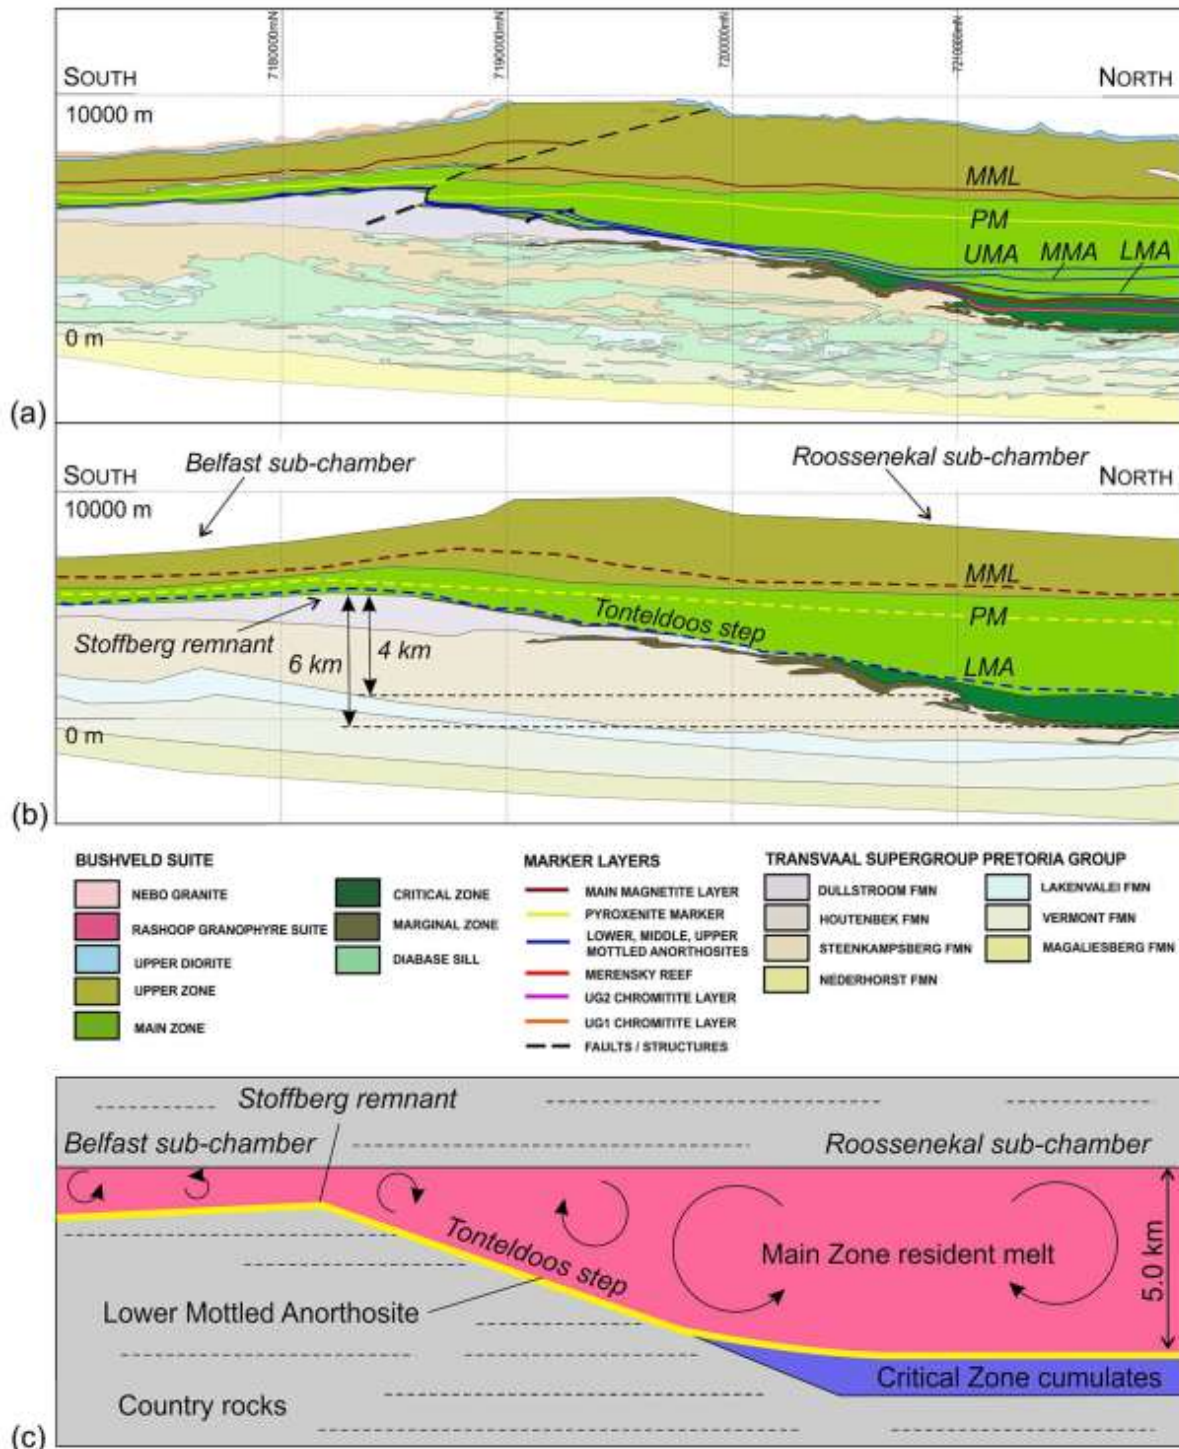 7180000mN
7190000mN
7200000mN
7210000mN
SOUTH
NORTH
10000 m
MML
PM
UMA
MMA
LMA
0 m
(a)
Belfast sub-chamber
Roossenekal sub-chamber
SOUTH
NORTH
10000 m
MML
Tonteldoos step
PM
Stoffberg remnant
6 km
4 km
LMA
0 m
(b)
BUSHVELD SUITE
NEBO GRANITE
RASHOOP GRANOPHYRE SUITE
UPPER DIORITE
UPPER ZONE
MAIN ZONE
CRITICAL ZONE
MARGINAL ZONE
DIABASE SILL
MARKER LAYERS
MAIN MAGNETITE LAYER
PYROXENITE MARKER
LOWER, MIDDLE, UPPER
MOTTLED ANORTHOSITES
MERENSKY REEF
UG2 CHROMITITE LAYER
UG1 CHROMITITE LAYER
FAULTS / STRUCTURES
TRANSVAAL SUPERGROUP PRETORIA GROUP
DULLSTROOM FMN
HOUTENBEK FMN
STEENKAMPSBERG FMN
NEDERHORST FMN
LAKENVALEI FMN
VERMONT FMN
MAGALIESBERG FMN
Stoffberg remnant
Belfast sub-chamber
Roossenekal sub-chamber
Tonteldoos step
Main Zone resident melt
5.0 km
Lower Mottled Anorthosite
Critical Zone cumulates
Country rocks
(c)